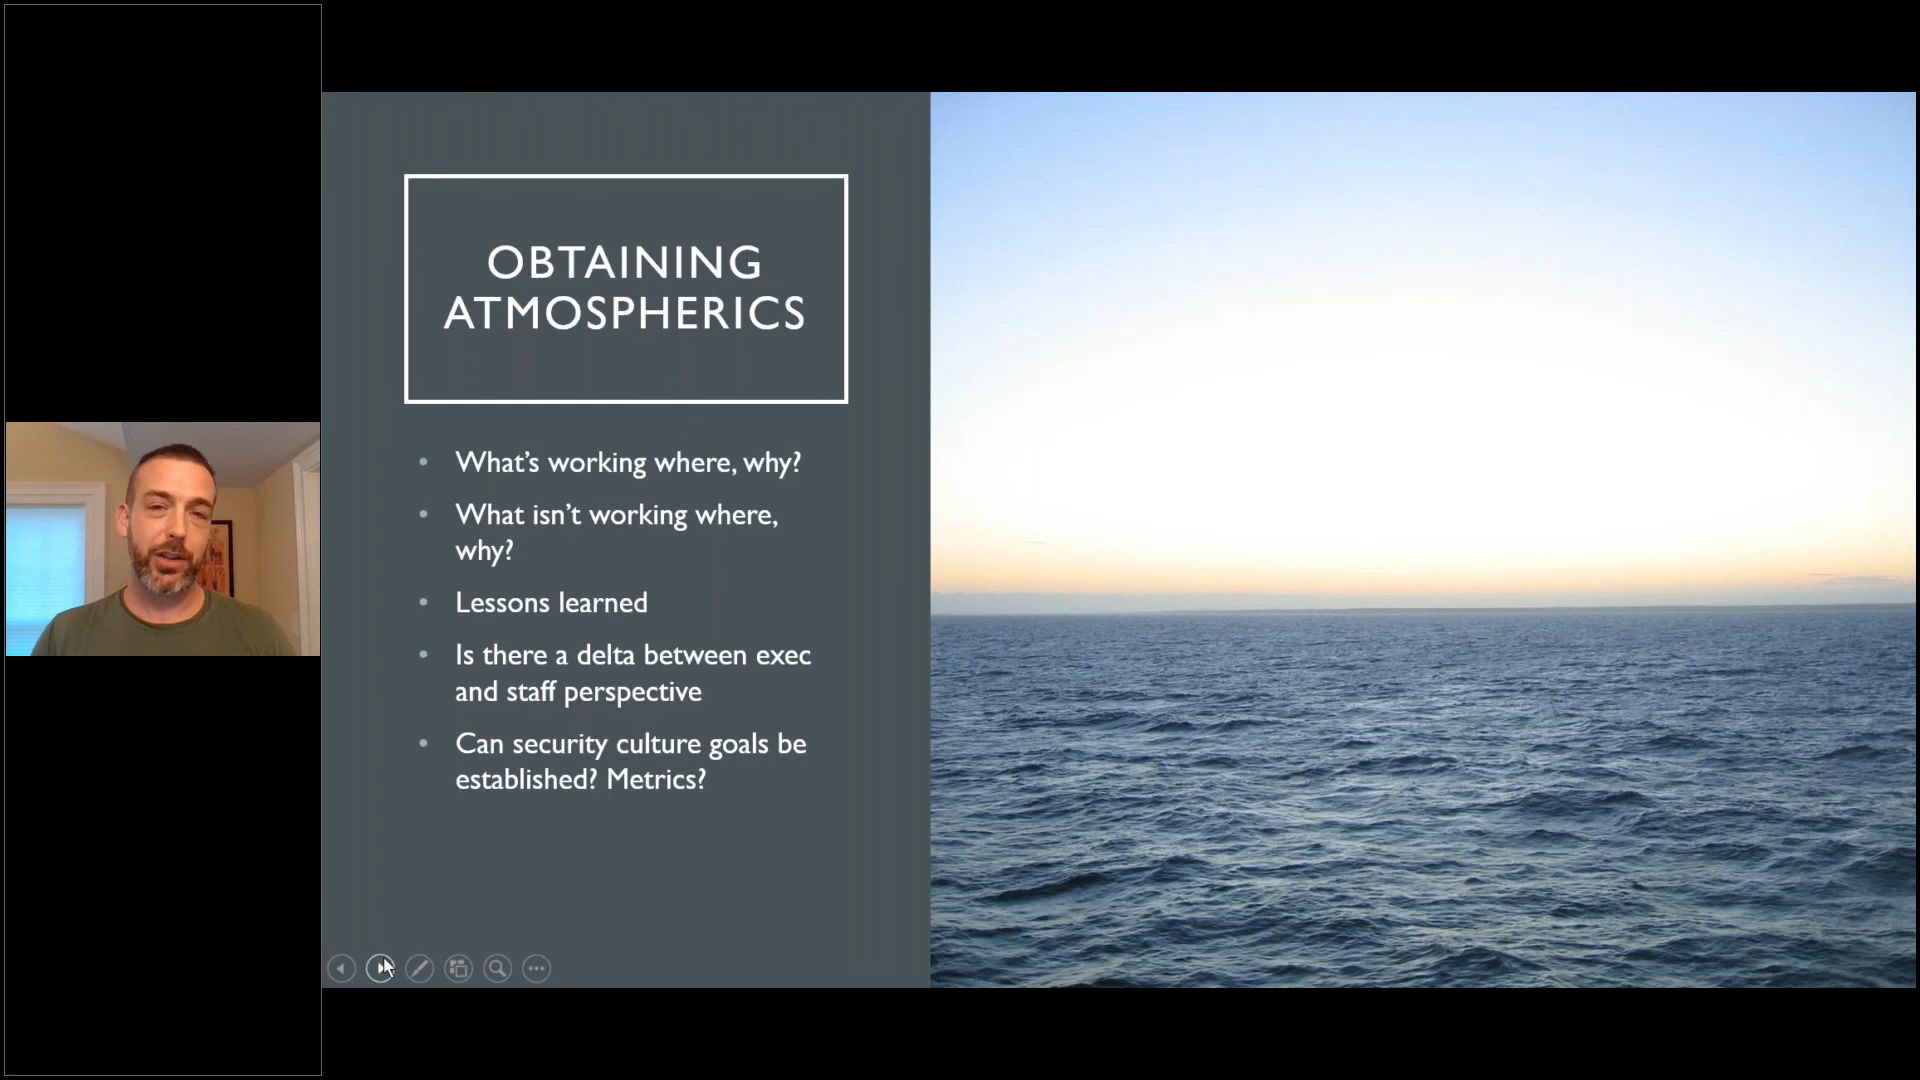 OBTAINING
ATMOSPHERICS
What's working where, why?
What isn't working where,
why?
Lessons learned
Is there a delta between exec
and staff perspective
Can security culture goals be
established? Metrics?